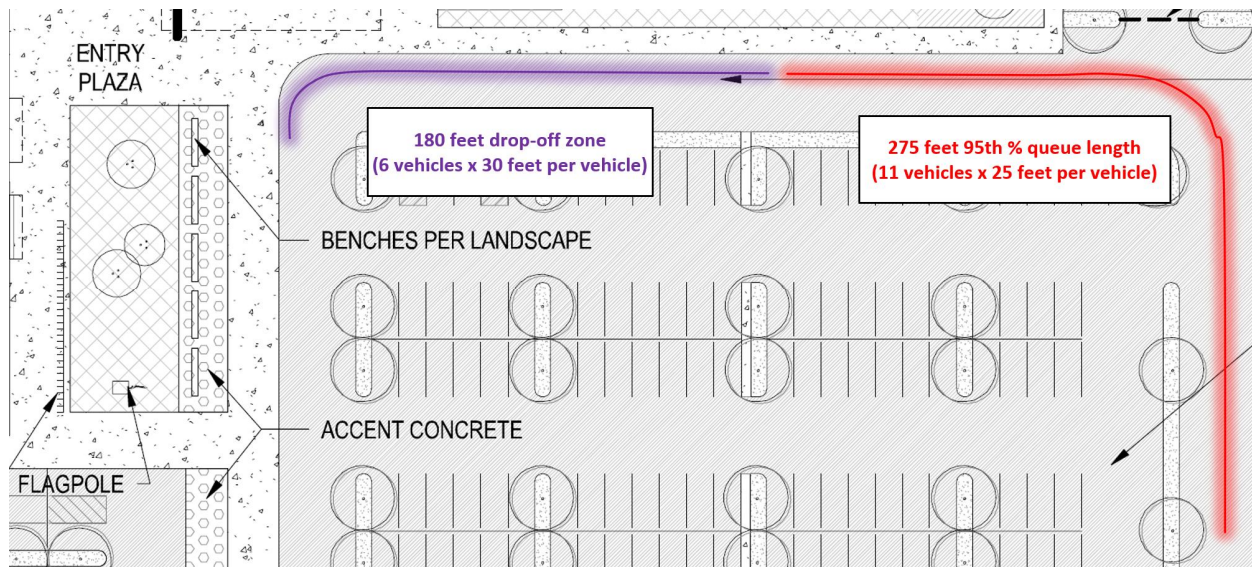 ENTRY
PLAZA
180 feet drop-off zone
(6 vehicles x 30 feet per vehicle)
275 feet 95th % queue length
(11 vehicles x 25 feet per vehicle)
BENCHES PER LANDSCAPE
ACCENT CONCRETE
FLAGPOLE